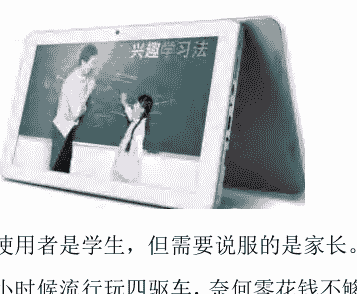 兴趣学习法
使用者是学生，但需要说服的是家长。
小时候流行玩四驱车，奈何零花钱不够